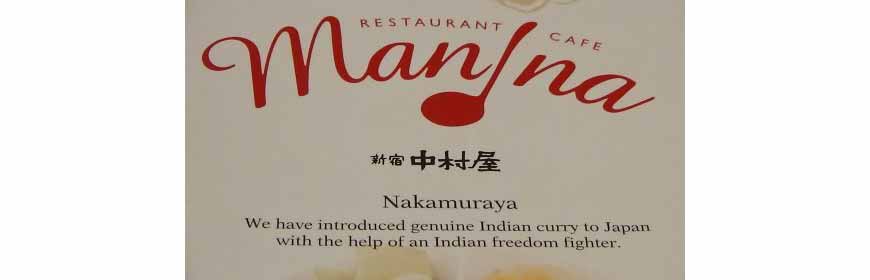 RESTAURANT CAFE
Manna
新宿 中村屋
Nakamuraya
We have introduced genuine Indian curry to Japan
with the help of an Indian freedom fighter.